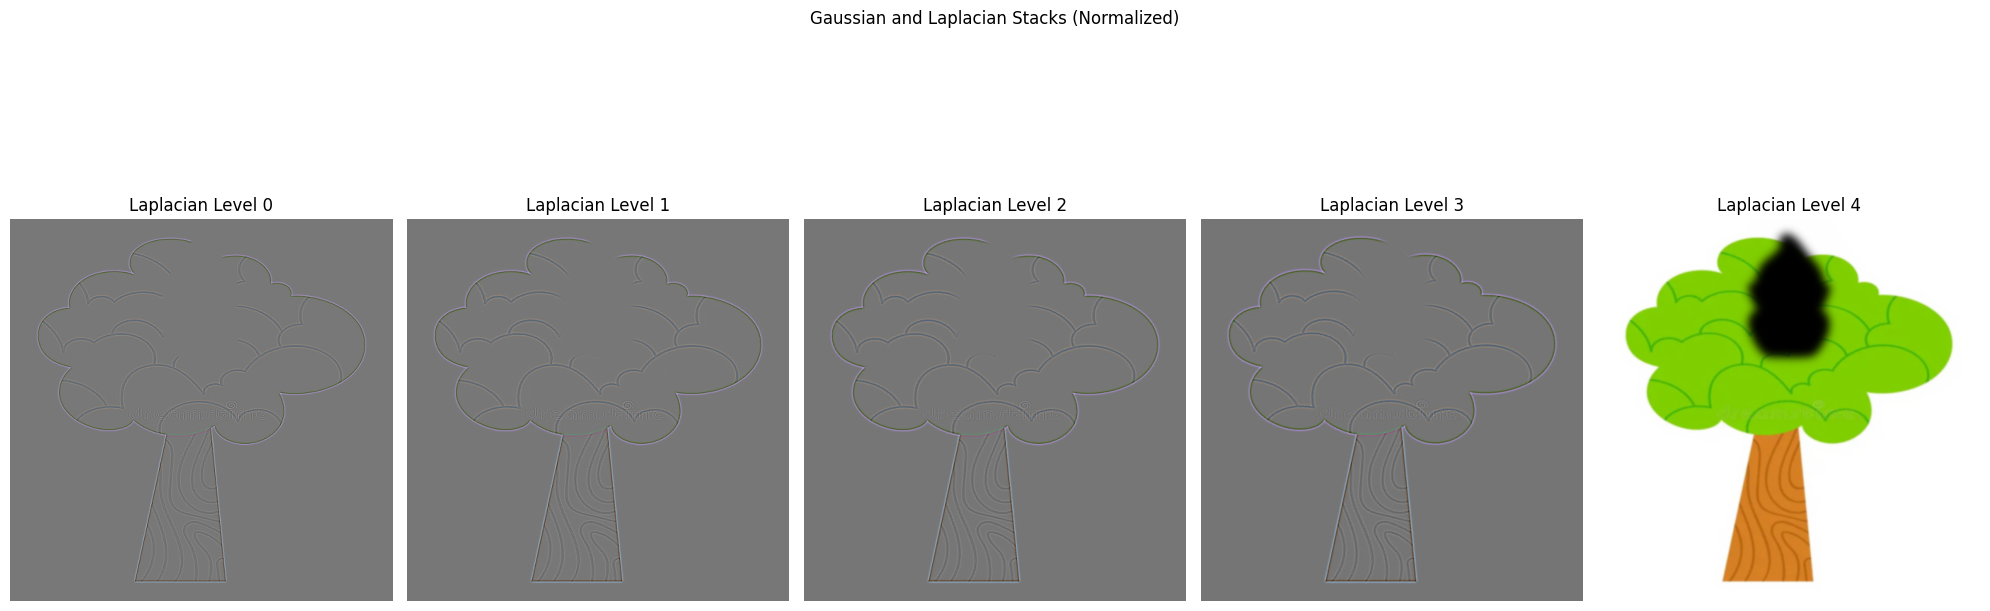 Gaussian and Laplacian Stacks (Normalized)
Laplacian Level 0
Laplacian Level 1
Laplacian Level 2
Laplacian Level 3
Laplacian Level 4